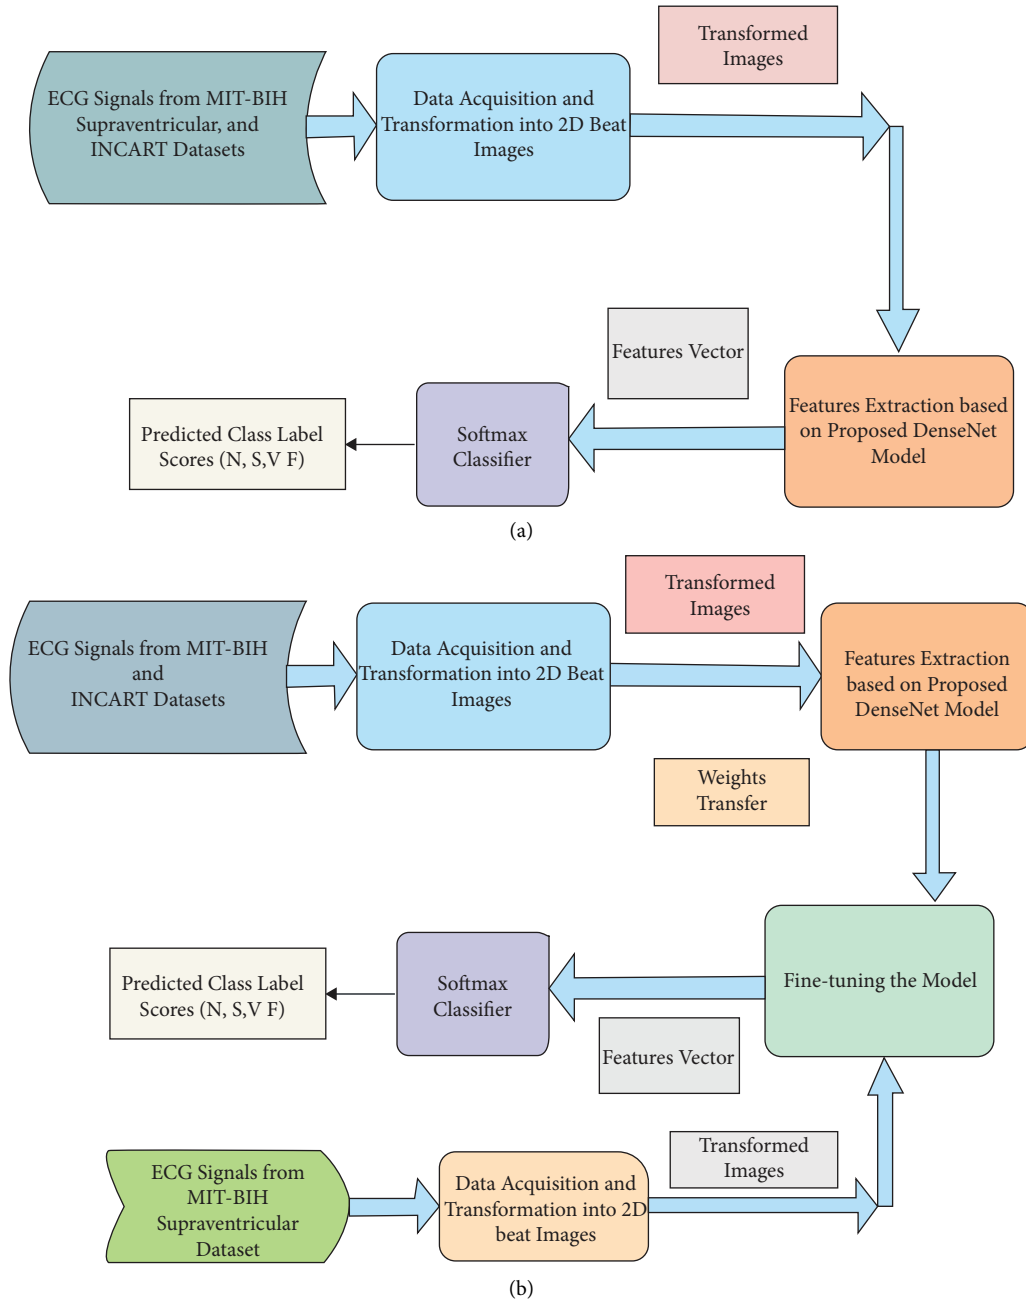 ECG Signals from MIT-BIH
Supraventricular, and
INCART Datasets
Data Acquisition and
Transformation into 2D Beat
Images
Transformed
Images
Features Vector
Features Extraction based
on Proposed DenseNet
Model
Predicted Class Label
Scores (N, S,V F)
Softmax
Classifier
(a)
ECG Signals from MIT-BIH
and
INCART Datasets
Data Acquisition and
Transformation into 2D Beat
Images
Transformed
Images
Features Extraction
based on Proposed
DenseNet Model
Weights
Transfer
Predicted Class Label
Scores (N, S,V F)
Softmax
Classifier
Fine-tuning the Model
Features Vector
Transformed
Images
ECG Signals from
MIT-BIH
Supraventricular
Dataset
Data Acquisition and
Transformation into 2D
beat Images
(b)